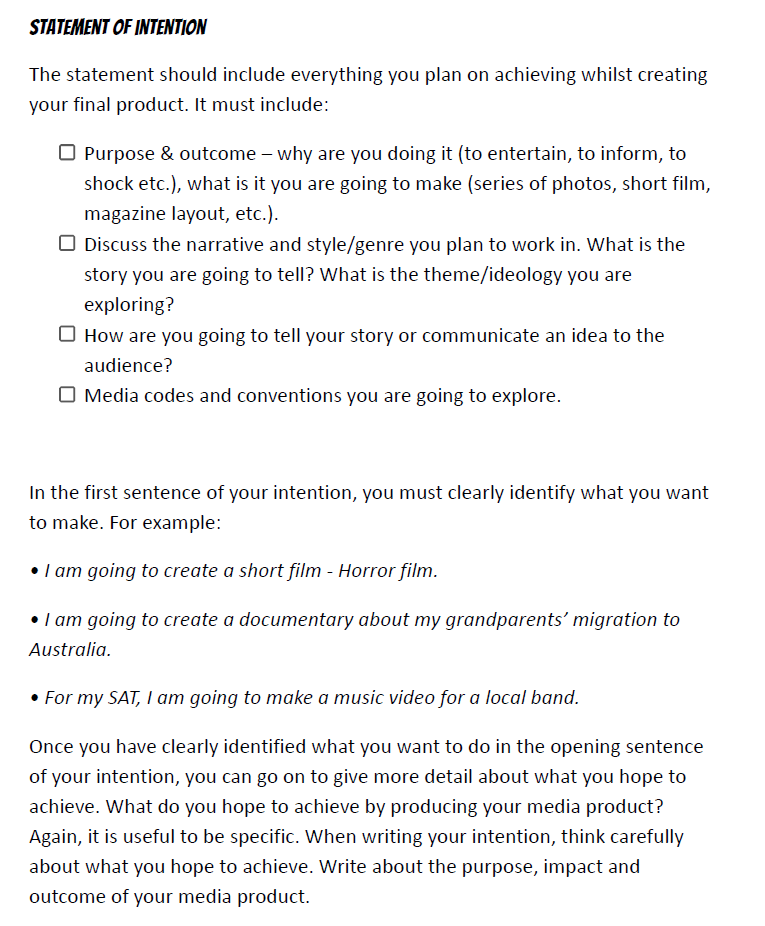 STATEMENT OF INTENTION
The statement should include everything you plan on achieving whilst creating
your final product. It must include:
☐ Purpose & outcome – why are you doing it (to entertain, to inform, to
shock etc.), what is it you are going to make (series of photos, short film,
magazine layout, etc.).
☐ Discuss the narrative and style/genre you plan to work in. What is the
story you are going to tell? What is the theme/ideology you are
exploring?
☐ How are you going to tell your story or communicate an idea to the
audience?
☐ Media codes and conventions you are going to explore.
In the first sentence of your intention, you must clearly identify what you want
to make. For example:
• I am going to create a short film - Horror film.
• I am going to create a documentary about my grandparents’ migration to
Australia.
• For my SAT, I am going to make a music video for a local band.
Once you have clearly identified what you want to do in the opening sentence
of your intention, you can go on to give more detail about what you hope to
achieve. What do you hope to achieve by producing your media product?
Again, it is useful to be specific. When writing your intention, think carefully
about what you hope to achieve. Write about the purpose, impact and
outcome of your media product.